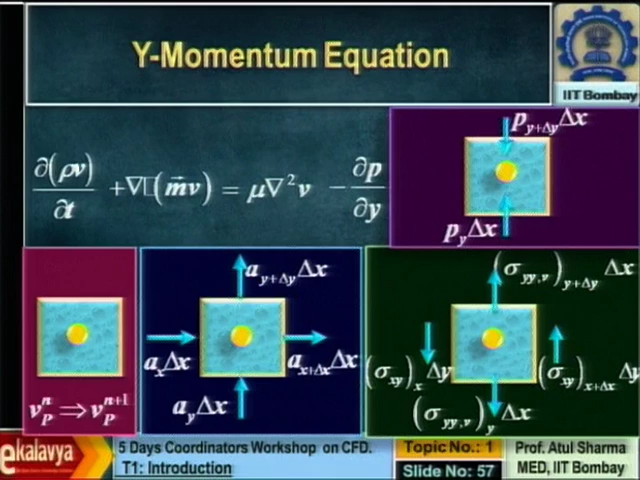 Y-Momentum Equation
IIT Bombay
∂(ρv)/∂t + ∇□(m⃗v) = μ∇²v − ∂p/∂y
p_{y+Δy}Δx
p_yΔx
v_P^n ⇒ v_P^{n+1}
a_{y+Δy}Δx
a_xΔx
a_{x+Δx}Δx
a_yΔx
(σ_{yy,v})_{y+Δy} Δx
(σ_{xy})_x Δy
(σ_{xy})_{x+Δx} Δy
(σ_{yy,v})_y Δx
ekalavya
5 Days Coordinators Workshop on CFD.
T1: Introduction
Topic No.: 1
Slide No: 57
Prof. Atul Sharma
MED, IIT Bombay